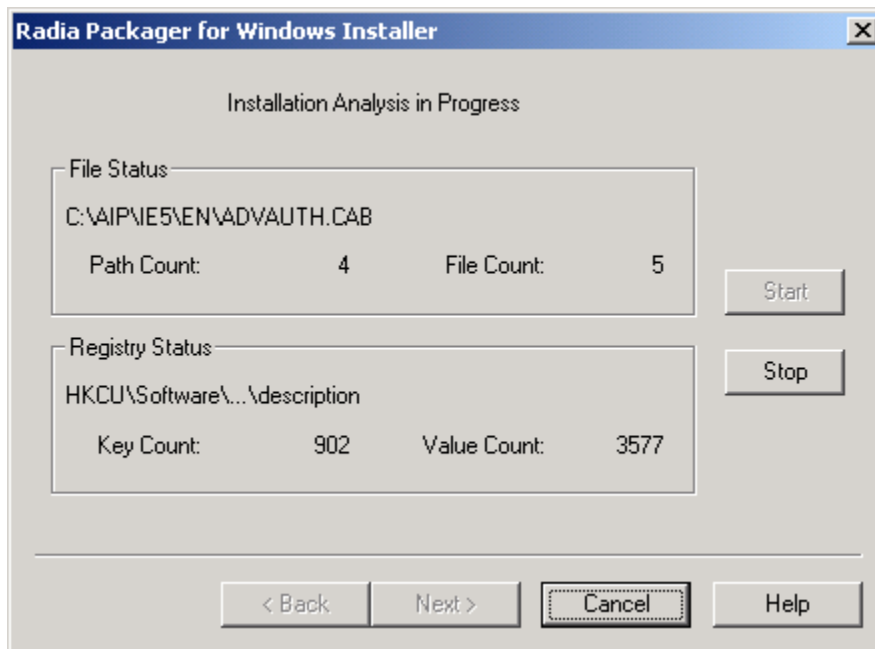 Radia Packager for Windows Installer
Installation Analysis in Progress
File Status
C:\AIP\IE5\EN\ADVAUTH.CAB
Path Count: 4 File Count: 5
Start
Registry Status
Stop
HKCU\Software\...\description
Key Count: 902 Value Count: 3577
< Back Next > Cancel Help